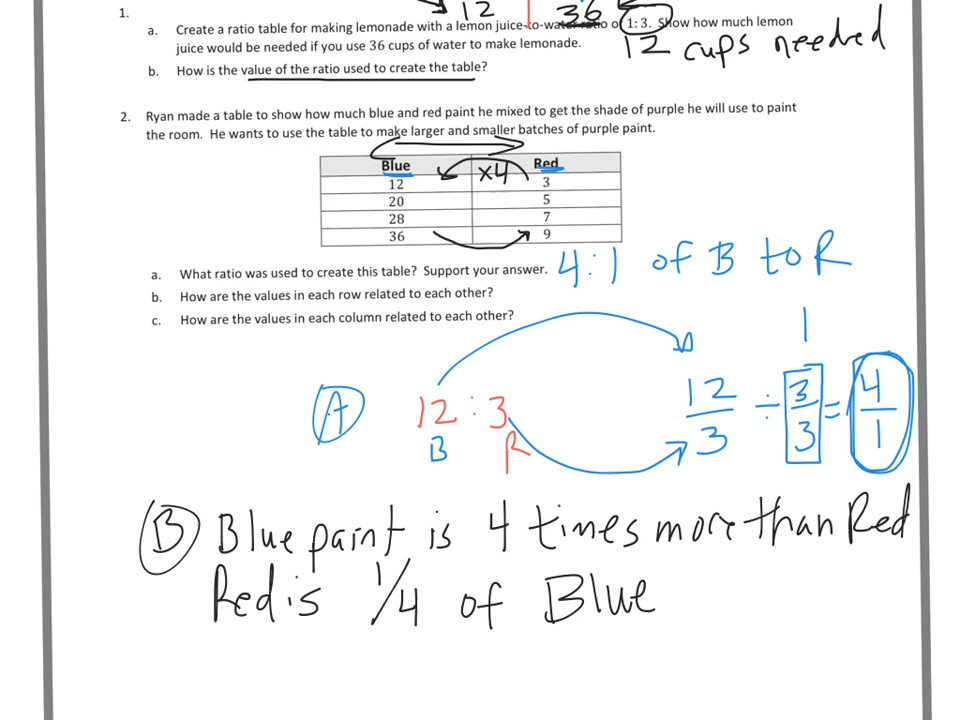 12 36
1.
a. Create a ratio table for making lemonade with a lemon juice-to-water ratio of 1:3. Show how much lemon
juice would be needed if you use 36 cups of water to make lemonade.
12 cups needed
b. How is the value of the ratio used to create the table?
2. Ryan made a table to show how much blue and red paint he mixed to get the shade of purple he will use to paint
the room. He wants to use the table to make larger and smaller batches of purple paint.
Blue x4 Red
12 3
20 5
28 7
36 9
a. What ratio was used to create this table? Support your answer. 4:1 of B to R
b. How are the values in each row related to each other?
c. How are the values in each column related to each other?
1
A 12 : 3 12/3 ÷ 3/3 = 4/1
B R
B Blue paint is 4 times more than Red
Red is 1/4 of Blue